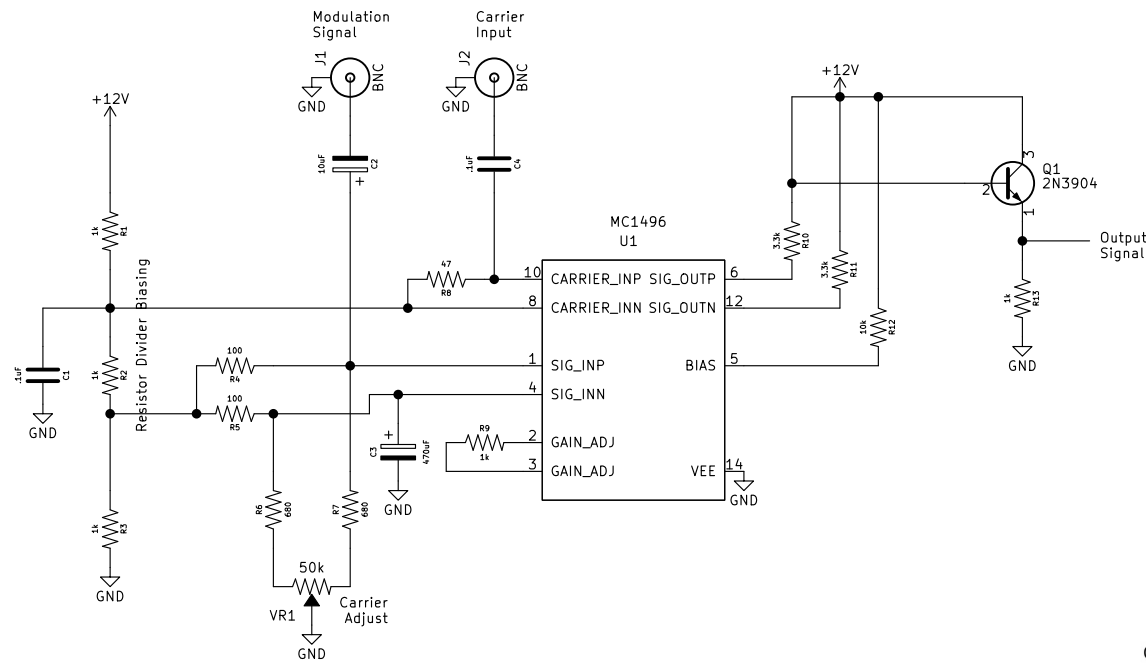 Modulation
Signal
Carrier
Input
J1
BNC
GND
J2
BNC
GND
+12V
+12V
10uF
C2
+
.1uF
C4
3
Q1
2N3904
2
1
Output
Signal
1k
R1
MC1496
U1
3.3k
R10
3.3k
R11
10k
R12
1k
R13
GND
47
R8
10
CARRIER_INP
SIG_OUTP
6
8
CARRIER_INN
SIG_OUTN
12
1
SIG_INP
BIAS
5
4
SIG_INN
2
GAIN_ADJ
3
GAIN_ADJ
VEE
14
GND
Resistor Divider Biasing
.1uF
C1
GND
1k
R2
100
R4
100
R5
+
C3
470uF
GND
R9
1k
1k
R3
GND
R6
680
R7
680
50k
VR1
Carrier
Adjust
GND